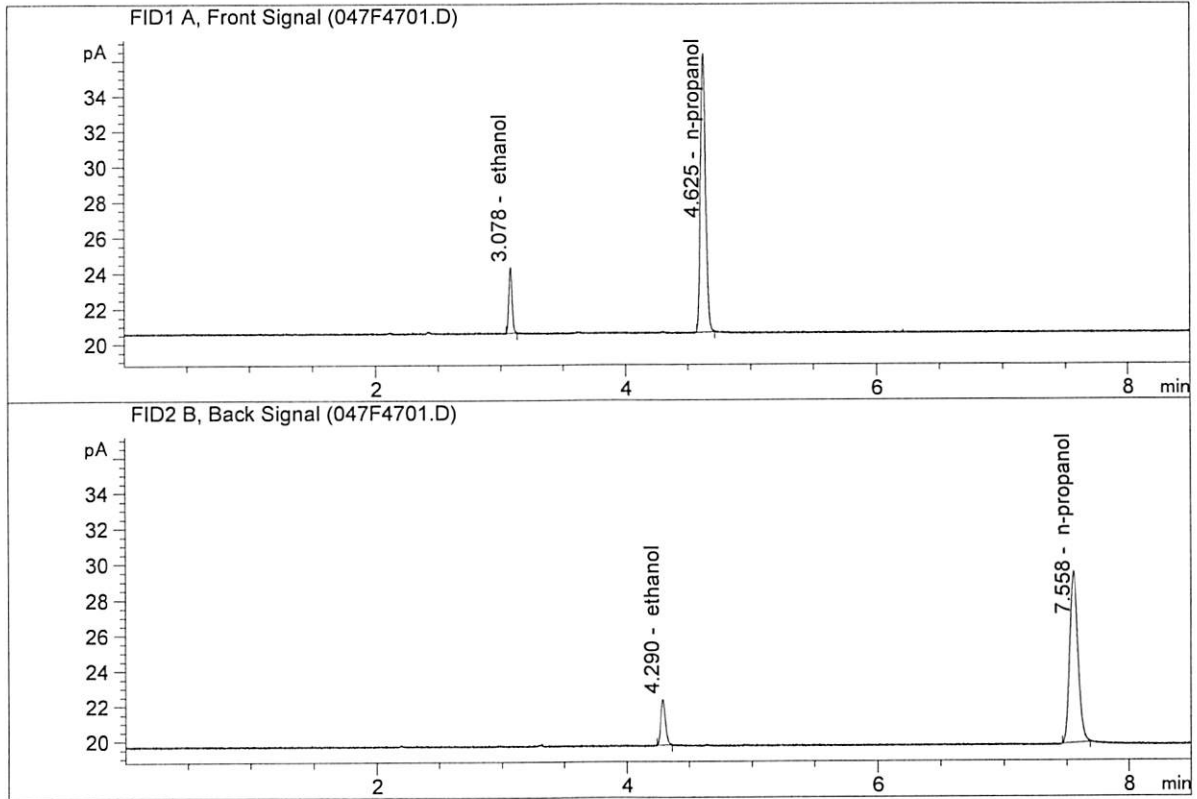 FID1 A, Front Signal (047F4701.D)
pA
34
32
30
28
26
24
22
20
3.078 - ethanol
4.625 - n-propanol
2
4
6
8
min
FID2 B, Back Signal (047F4701.D)
pA
34
32
30
28
26
24
22
20
4.290 - ethanol
7.558 - n-propanol
2
4
6
8
min